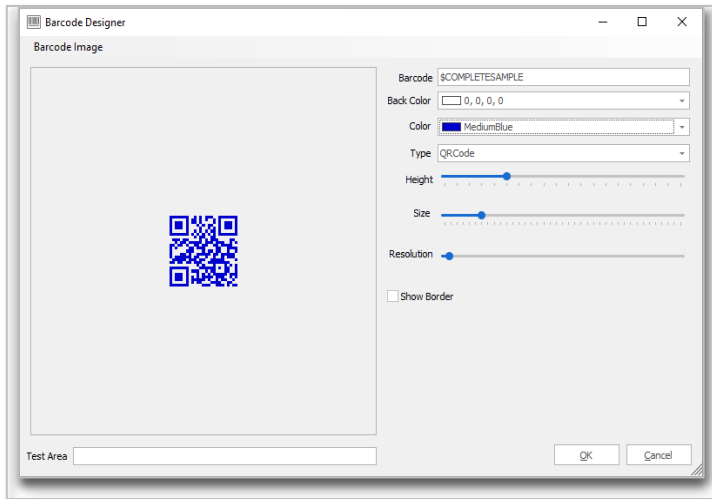 Barcode Designer
Barcode Image
Barcode $COMPLETESAMPLE
Back Color 0, 0, 0, 0
Color MediumBlue
Type QRCode
Height
Size
Resolution
Show Border
Test Area
OK Cancel